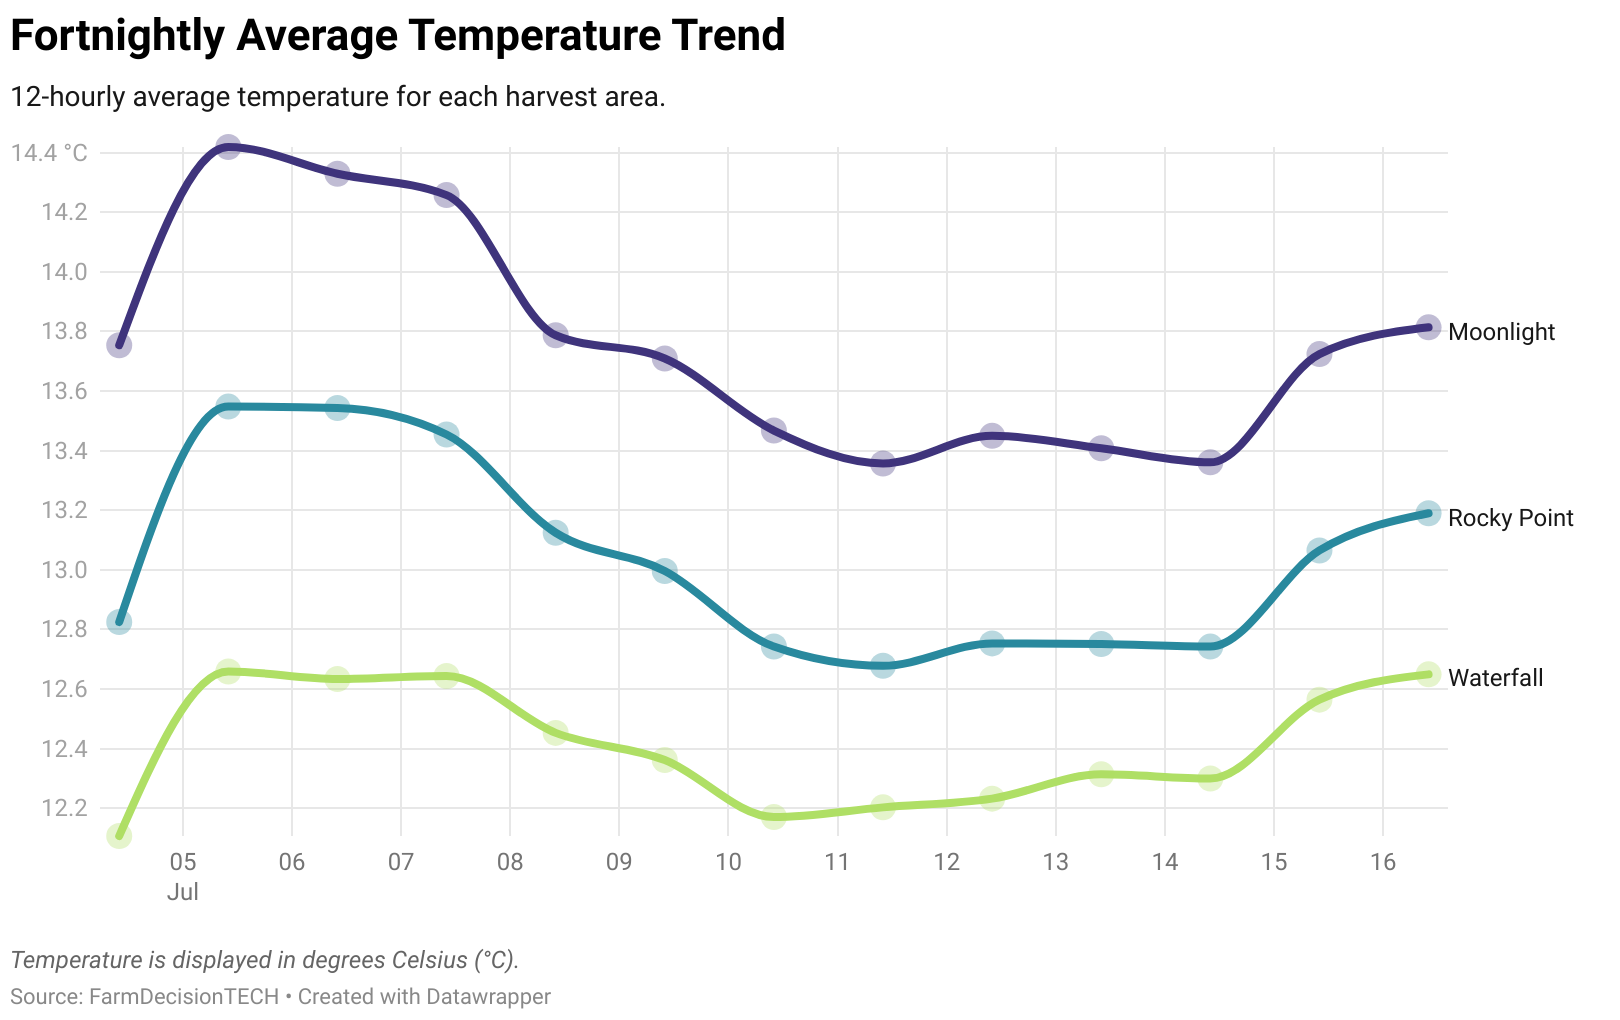 Fortnightly Average Temperature Trend
12-hourly average temperature for each harvest area.
14.4 °C
14.2
14.0
13.8
13.6
13.4
13.2
13.0
12.8
12.6
12.4
12.2
Moonlight
Rocky Point
Waterfall
05 06 07 08 09 10 11 12 13 14 15 16
Jul
Temperature is displayed in degrees Celsius (°C).
Source: FarmDecisionTECH • Created with Datawrapper